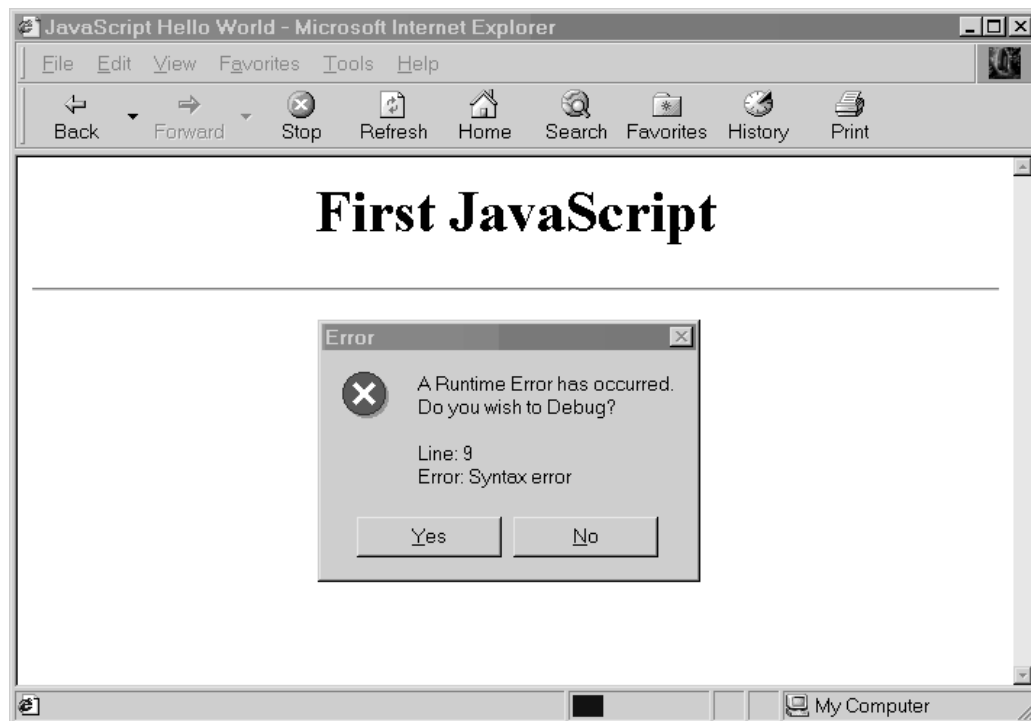 JavaScript Hello World - Microsoft Internet Explorer
File Edit View Favorites Tools Help
Back Forward Stop Refresh Home Search Favorites History Print
First JavaScript
Error
A Runtime Error has occurred.
Do you wish to Debug?
Line: 9
Error: Syntax error
Yes No
My Computer